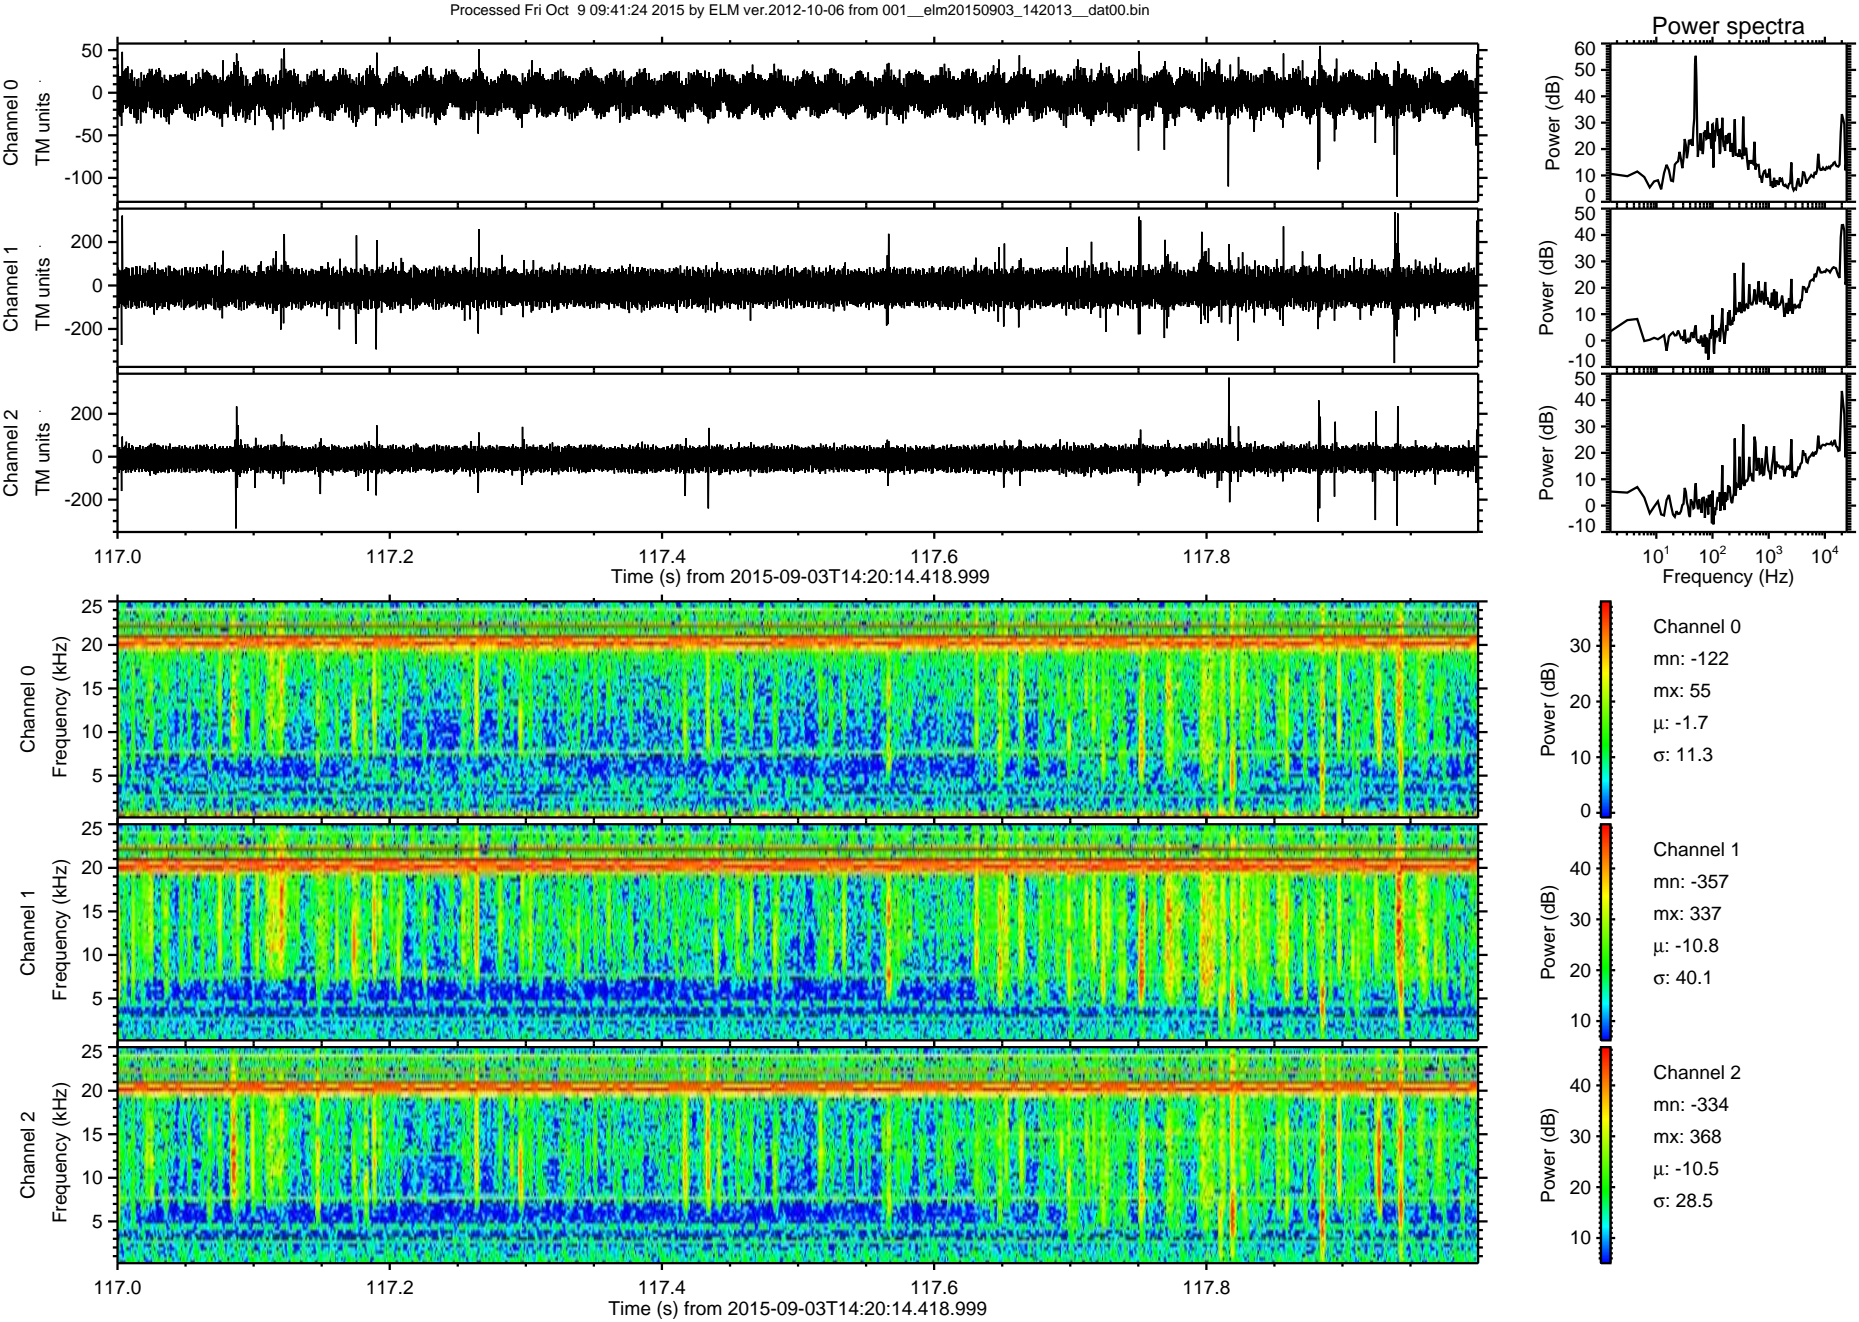 Processed Fri Oct  9 09:41:24 2015 by ELM ver.2012-10-06 from 001__elm20150903_142013__dat00.bin
Power spectra
Channel 0
TM units
50
0
-50
-100
Power (dB)
60
50
40
30
20
10
0
Channel 1
TM units
200
0
-200
Power (dB)
50
40
30
20
10
0
-10
Channel 2
TM units
200
0
-200
Power (dB)
50
40
30
20
10
0
-10
117.0 117.2 117.4 117.6 117.8
Time (s) from 2015-09-03T14:20:14.418.999
10¹ 10² 10³ 10⁴
Frequency (Hz)
Channel 0
Frequency (kHz)
25
20
15
10
5
Power (dB)
30
20
10
0
Channel 0
mn: -122
mx: 55
μ: -1.7
σ: 11.3
Channel 1
Frequency (kHz)
25
20
15
10
5
Power (dB)
40
30
20
10
Channel 1
mn: -357
mx: 337
μ: -10.8
σ: 40.1
Channel 2
Frequency (kHz)
25
20
15
10
5
Power (dB)
40
30
20
10
Channel 2
mn: -334
mx: 368
μ: -10.5
σ: 28.5
117.0 117.2 117.4 117.6 117.8
Time (s) from 2015-09-03T14:20:14.418.999